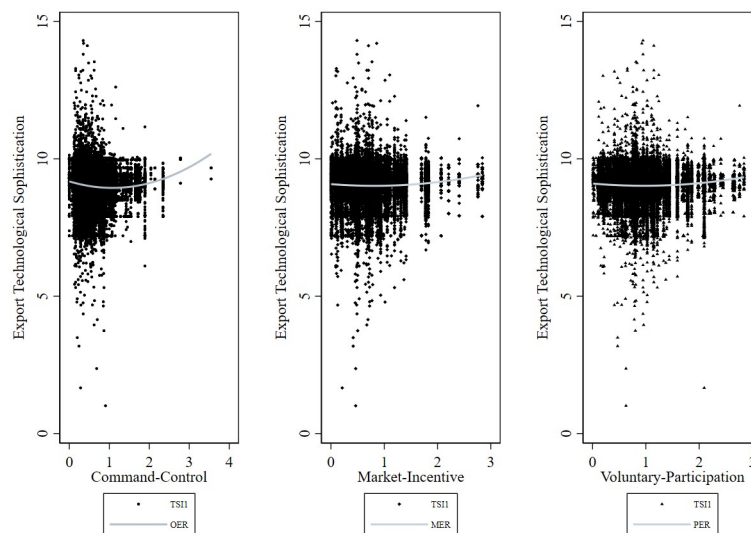 Export Technological Sophistication
15
10
5
0
0 1 2 3 4
Command-Control
TSI1
OER
Export Technological Sophistication
15
10
5
0
0 1 2 3
Market-Incentive
TSI1
MER
Export Technological Sophistication
15
10
5
0
0 1 2 3
Voluntary-Participation
TSI1
PER